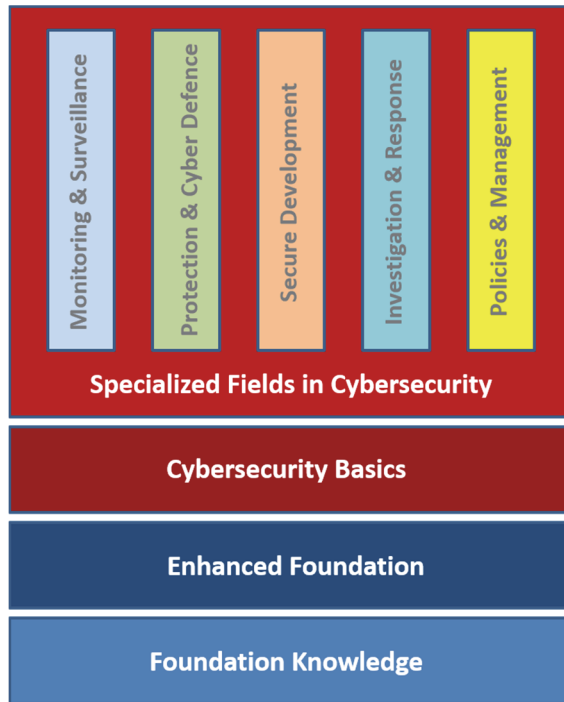 Monitoring & Surveillance
Protection & Cyber Defence
Secure Development
Investigation & Response
Policies & Management
Specialized Fields in Cybersecurity
Cybersecurity Basics
Enhanced Foundation
Foundation Knowledge